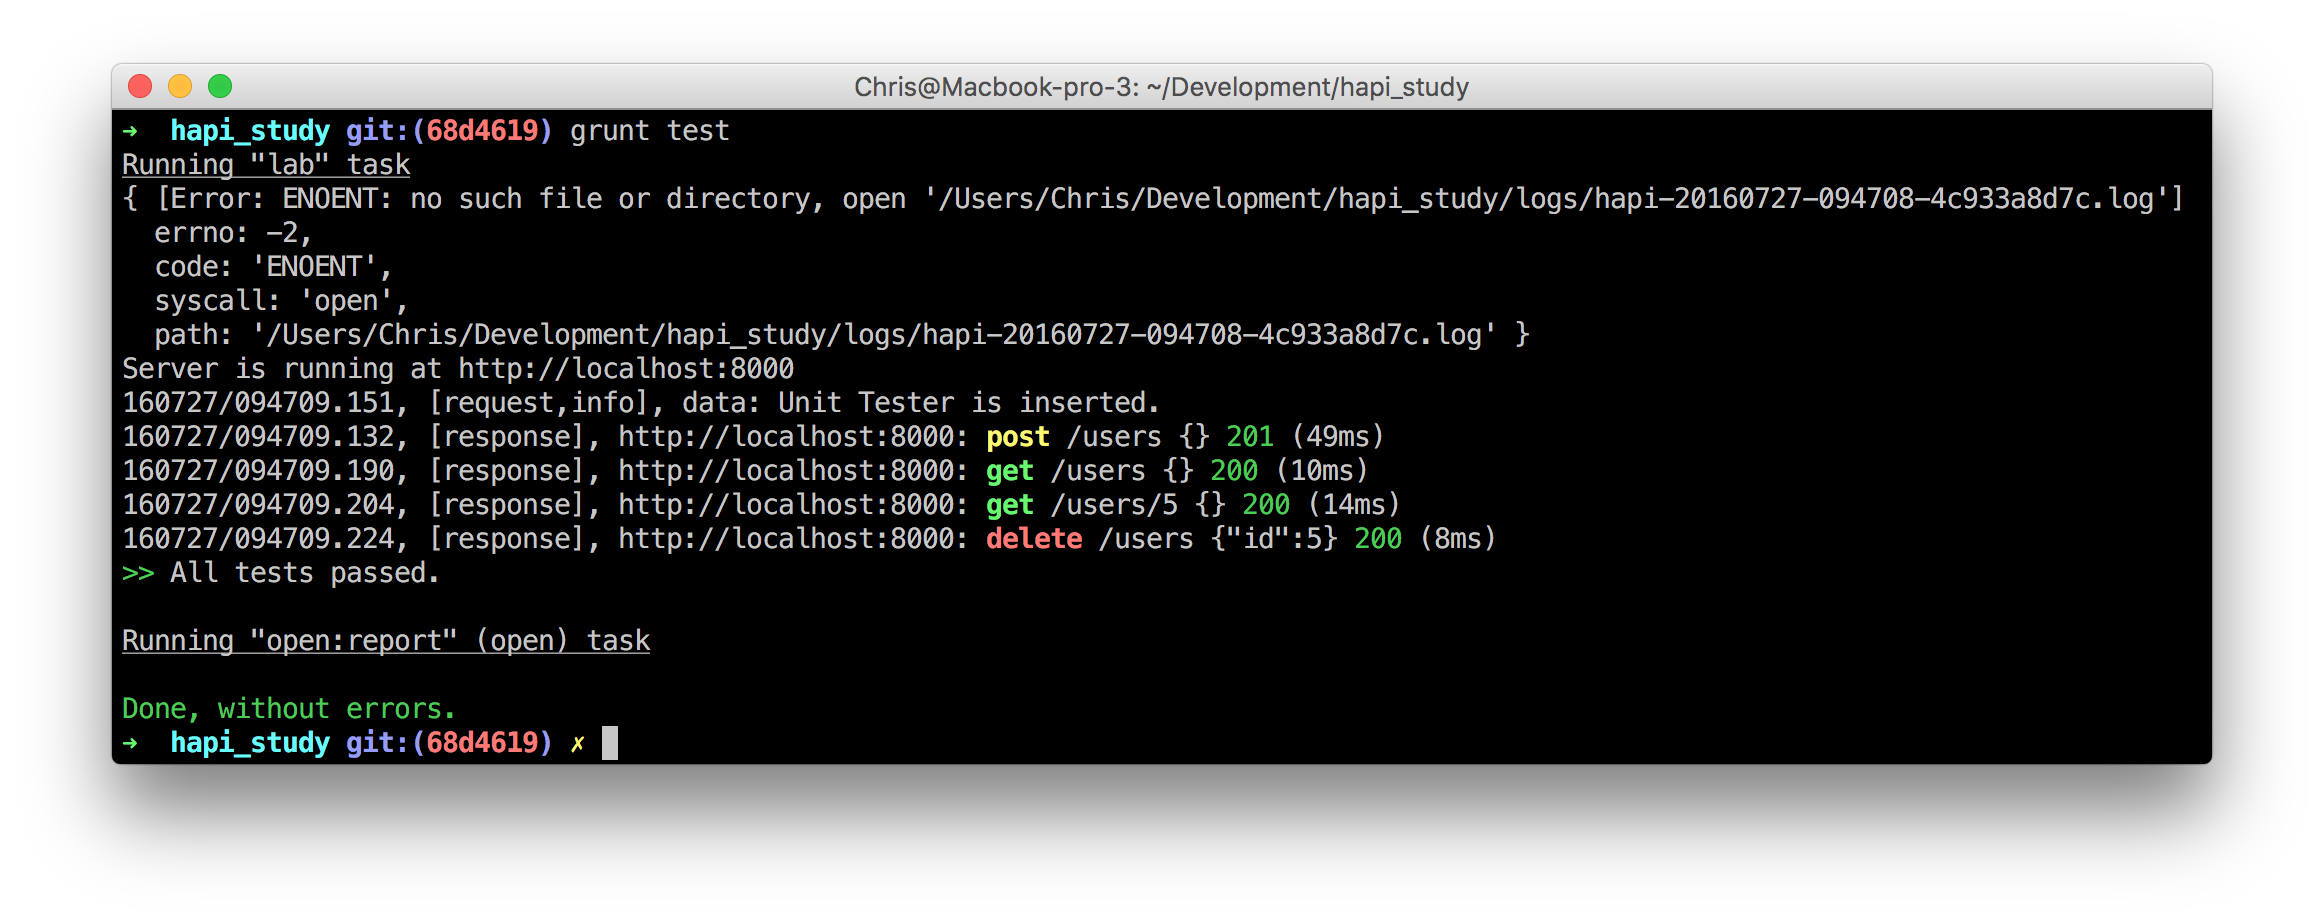 Chris@Macbook-pro-3: ~/Development/hapi_study
➜  hapi_study git:(68d4619) grunt test
Running "lab" task
{ [Error: ENOENT: no such file or directory, open '/Users/Chris/Development/hapi_study/logs/hapi-20160727-094708-4c933a8d7c.log']
  errno: -2,
  code: 'ENOENT',
  syscall: 'open',
  path: '/Users/Chris/Development/hapi_study/logs/hapi-20160727-094708-4c933a8d7c.log' }
Server is running at http://localhost:8000
160727/094709.151, [request,info], data: Unit Tester is inserted.
160727/094709.132, [response], http://localhost:8000: post /users {} 201 (49ms)
160727/094709.190, [response], http://localhost:8000: get /users {} 200 (10ms)
160727/094709.204, [response], http://localhost:8000: get /users/5 {} 200 (14ms)
160727/094709.224, [response], http://localhost:8000: delete /users {"id":5} 200 (8ms)
>> All tests passed.
Running "open:report" (open) task
Done, without errors.
➜  hapi_study git:(68d4619) ✗